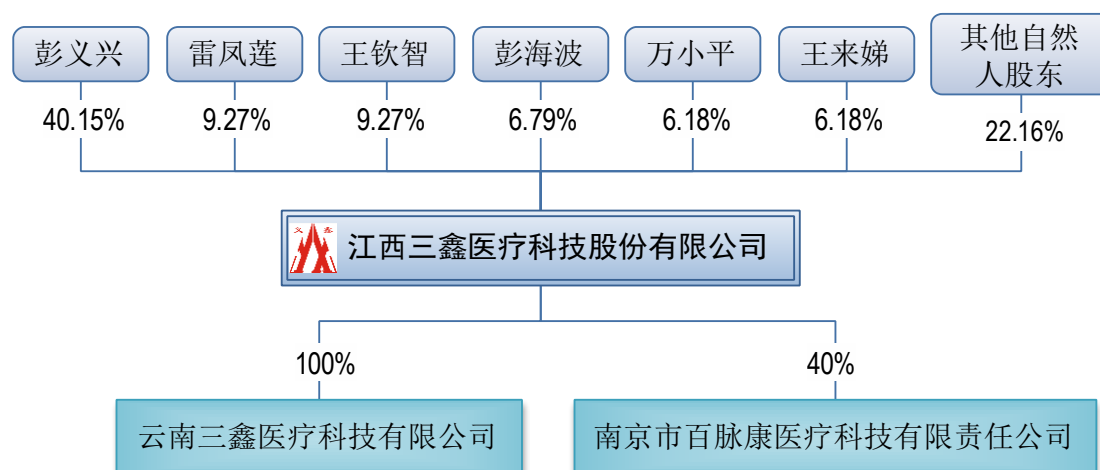 彭义兴
雷凤莲
王钦智
彭海波
万小平
王来娣
其他自然
人股东
40.15%
9.27%
9.27%
6.79%
6.18%
6.18%
22.16%
义鑫
江西三鑫医疗科技股份有限公司
100%
40%
云南三鑫医疗科技有限公司
南京市百脉康医疗科技有限责任公司